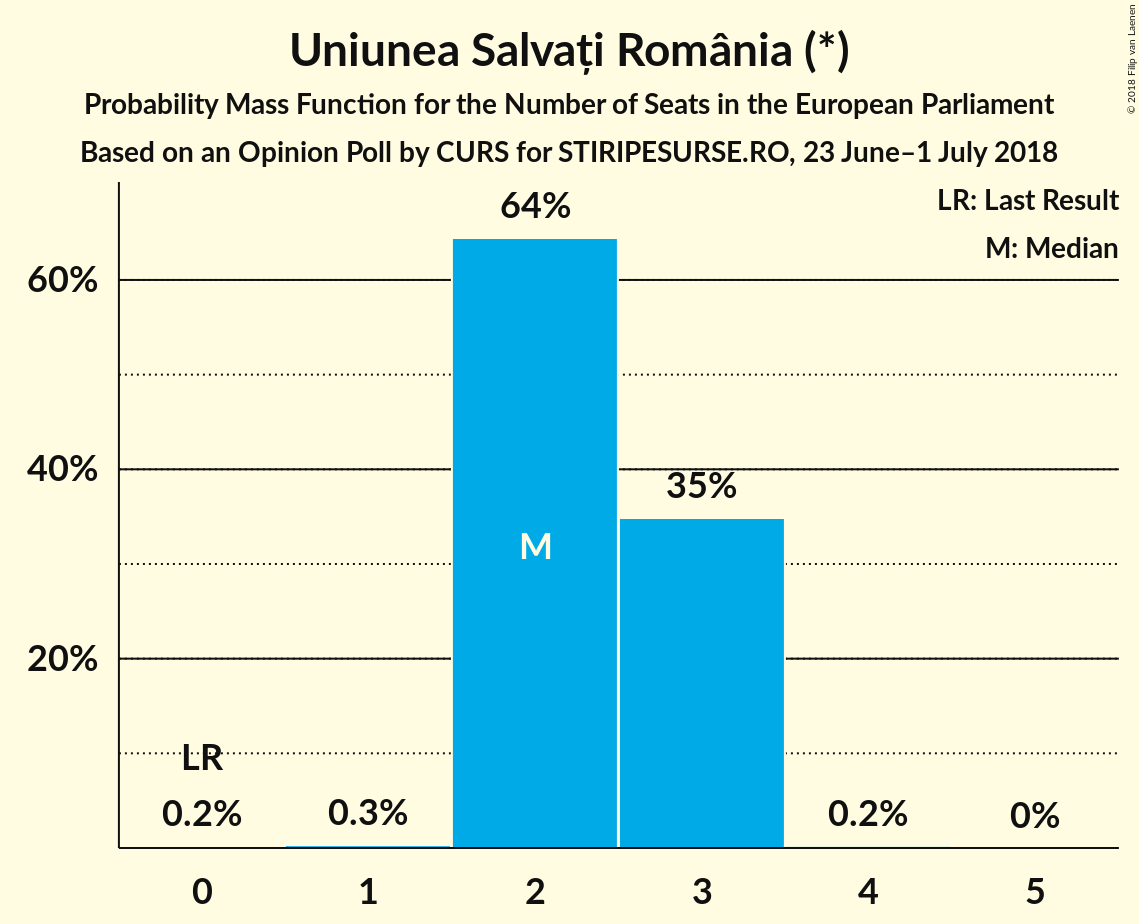 Uniunea Salvați România (*)
Probability Mass Function for the Number of Seats in the European Parliament
Based on an Opinion Poll by CURS for STIRIPESURSE.RO, 23 June–1 July 2018
© 2018 Filip van Laenen
LR: Last Result
M: Median
64%
60%
40%
35%
M
20%
LR
0.2%
0.3%
0.2%
0%
0 1 2 3 4 5